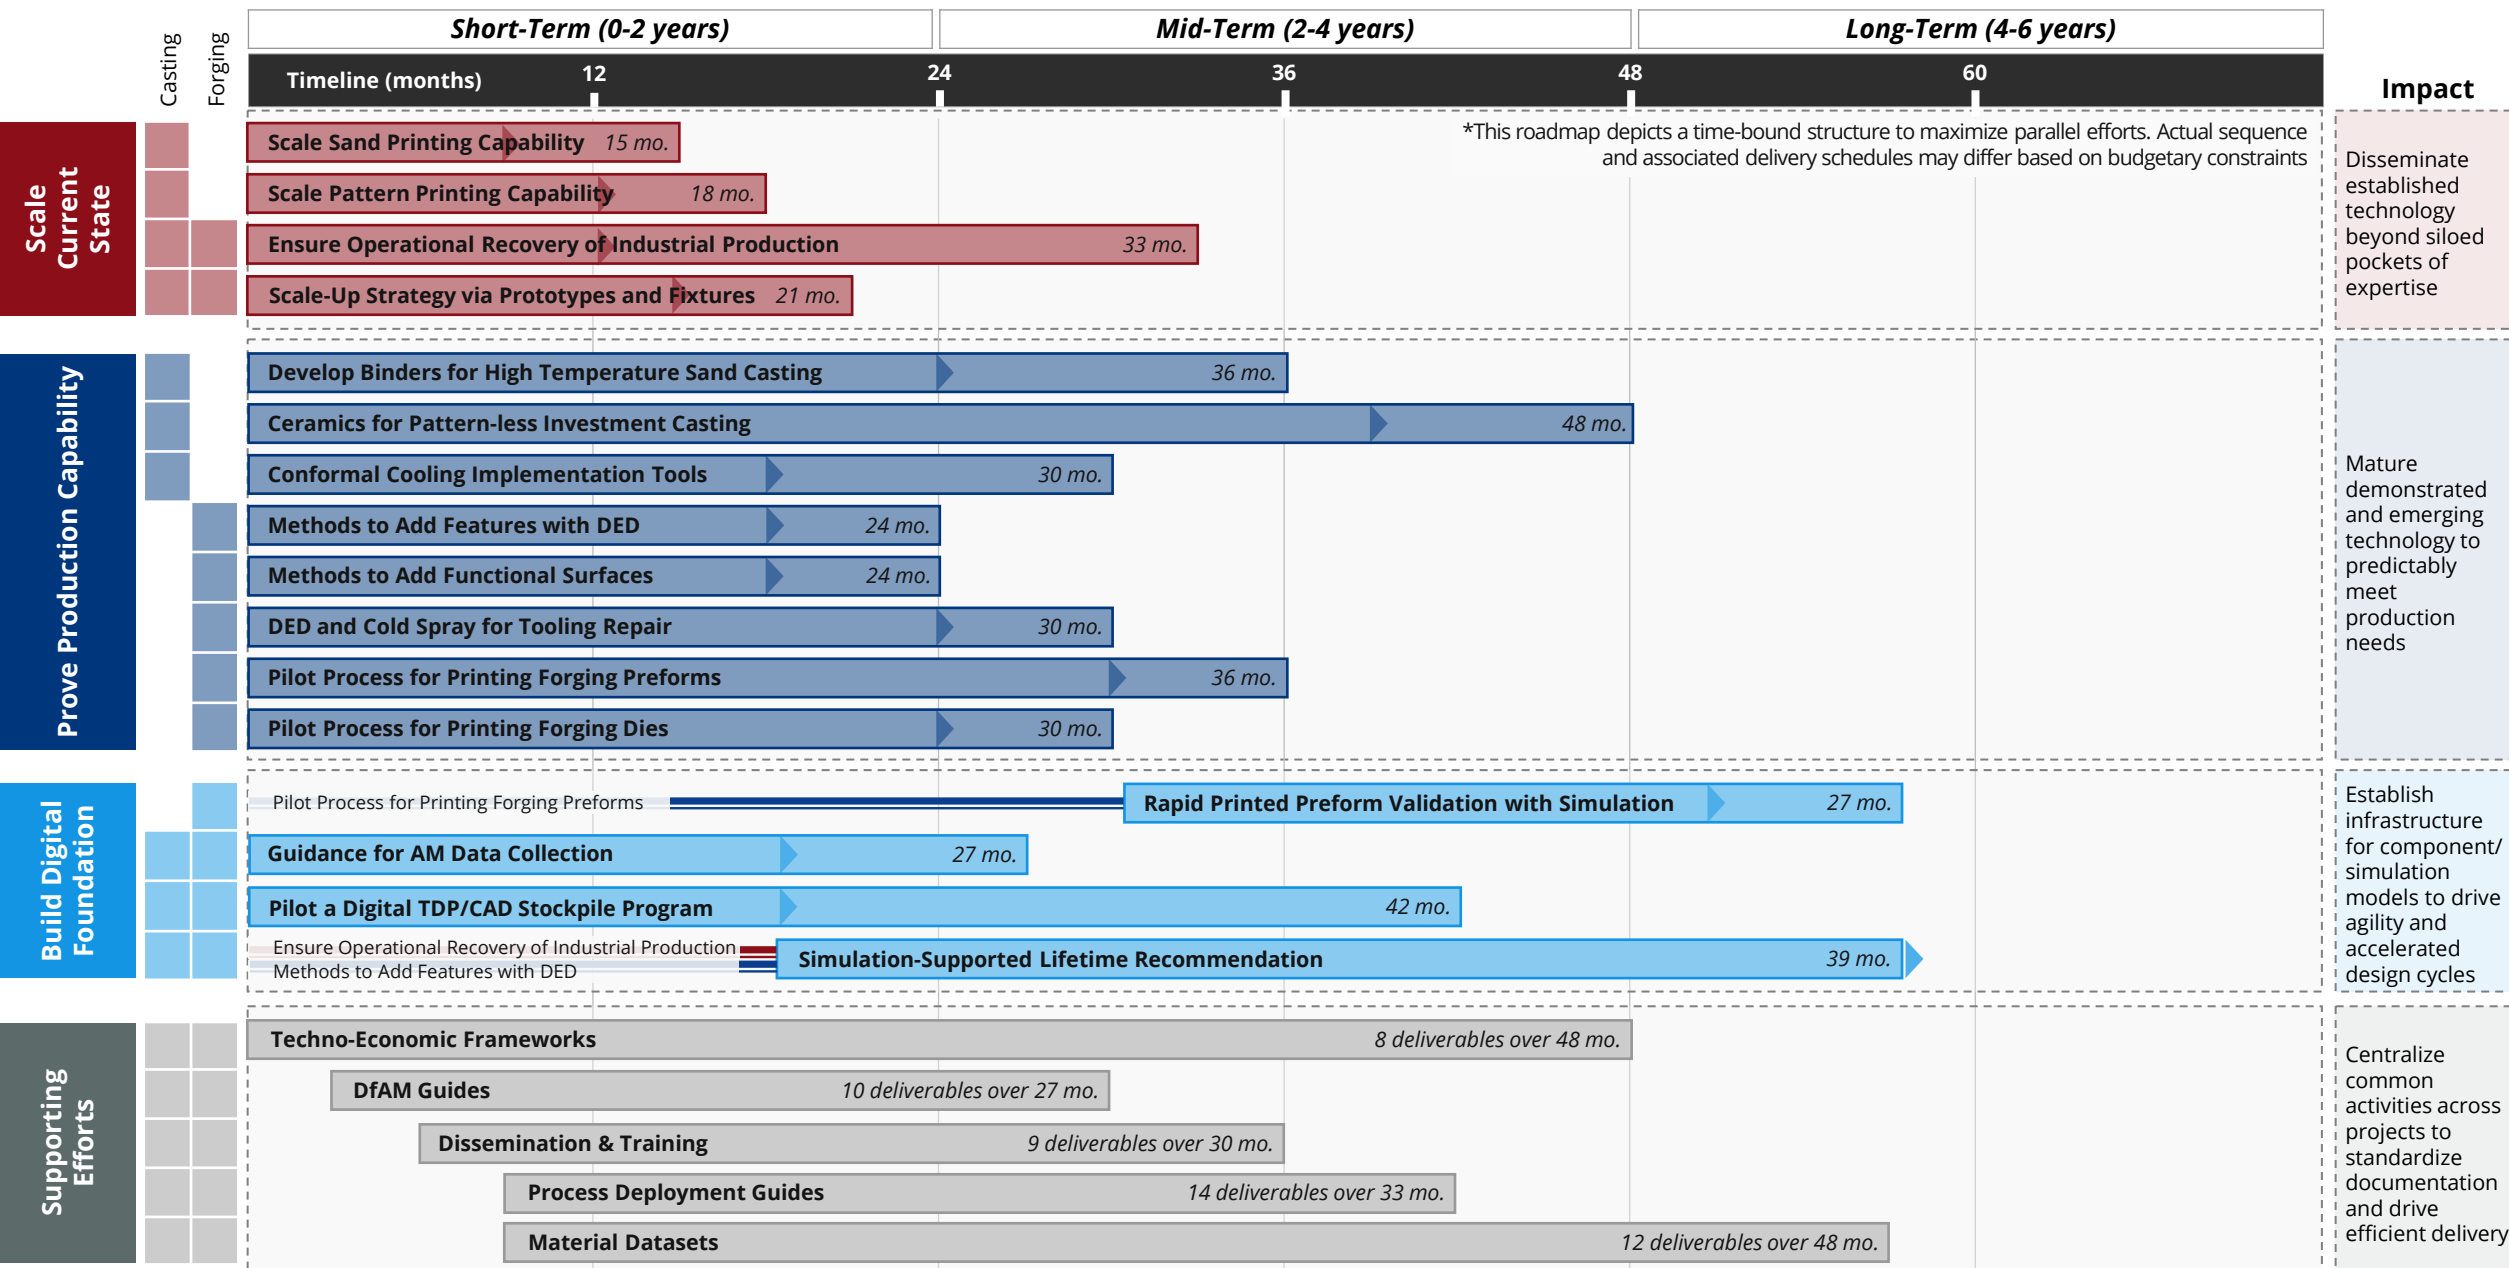 Short-Term (0-2 years)
Mid-Term (2-4 years)
Long-Term (4-6 years)
Casting
Forging
Timeline (months)
12
24
36
48
60
Impact
*This roadmap depicts a time-bound structure to maximize parallel efforts. Actual sequence
and associated delivery schedules may differ based on budgetary constraints
Scale
Current
State
Scale Sand Printing Capability 15 mo.
Scale Pattern Printing Capability 18 mo.
Ensure Operational Recovery of Industrial Production 33 mo.
Scale-Up Strategy via Prototypes and Fixtures 21 mo.
Disseminate
established
technology
beyond siloed
pockets of
expertise
Prove Production Capability
Develop Binders for High Temperature Sand Casting 36 mo.
Ceramics for Pattern-less Investment Casting 48 mo.
Conformal Cooling Implementation Tools 30 mo.
Methods to Add Features with DED 24 mo.
Methods to Add Functional Surfaces 24 mo.
DED and Cold Spray for Tooling Repair 30 mo.
Pilot Process for Printing Forging Preforms 36 mo.
Pilot Process for Printing Forging Dies 30 mo.
Mature
demonstrated
and emerging
technology to
predictably
meet
production
needs
Build Digital
Foundation
Pilot Process for Printing Forging Preforms
Rapid Printed Preform Validation with Simulation 27 mo.
Guidance for AM Data Collection 27 mo.
Pilot a Digital TDP/CAD Stockpile Program 42 mo.
Ensure Operational Recovery of Industrial Production
Methods to Add Features with DED
Simulation-Supported Lifetime Recommendation 39 mo.
Establish
infrastructure
for component/
simulation
models to drive
agility and
accelerated
design cycles
Supporting
Efforts
Techno-Economic Frameworks 8 deliverables over 48 mo.
DfAM Guides 10 deliverables over 27 mo.
Dissemination & Training 9 deliverables over 30 mo.
Process Deployment Guides 14 deliverables over 33 mo.
Material Datasets 12 deliverables over 48 mo.
Centralize
common
activities across
projects to
standardize
documentation
and drive
efficient delivery